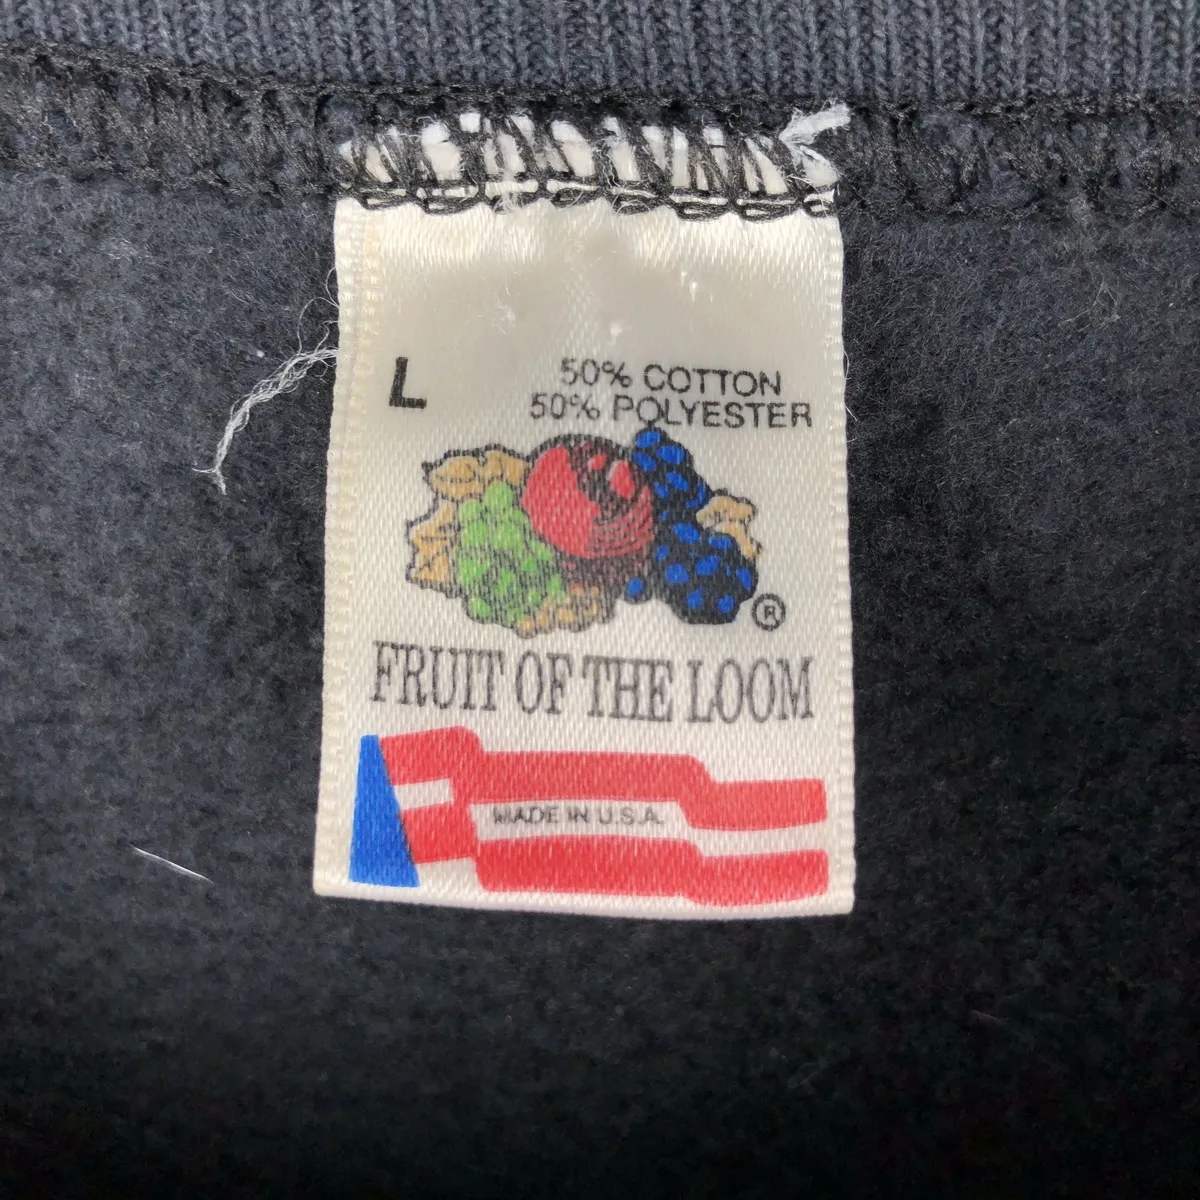 L
50% COTTON
50% POLYESTER
®
FRUIT OF THE LOOM
MADE IN U.S.A.